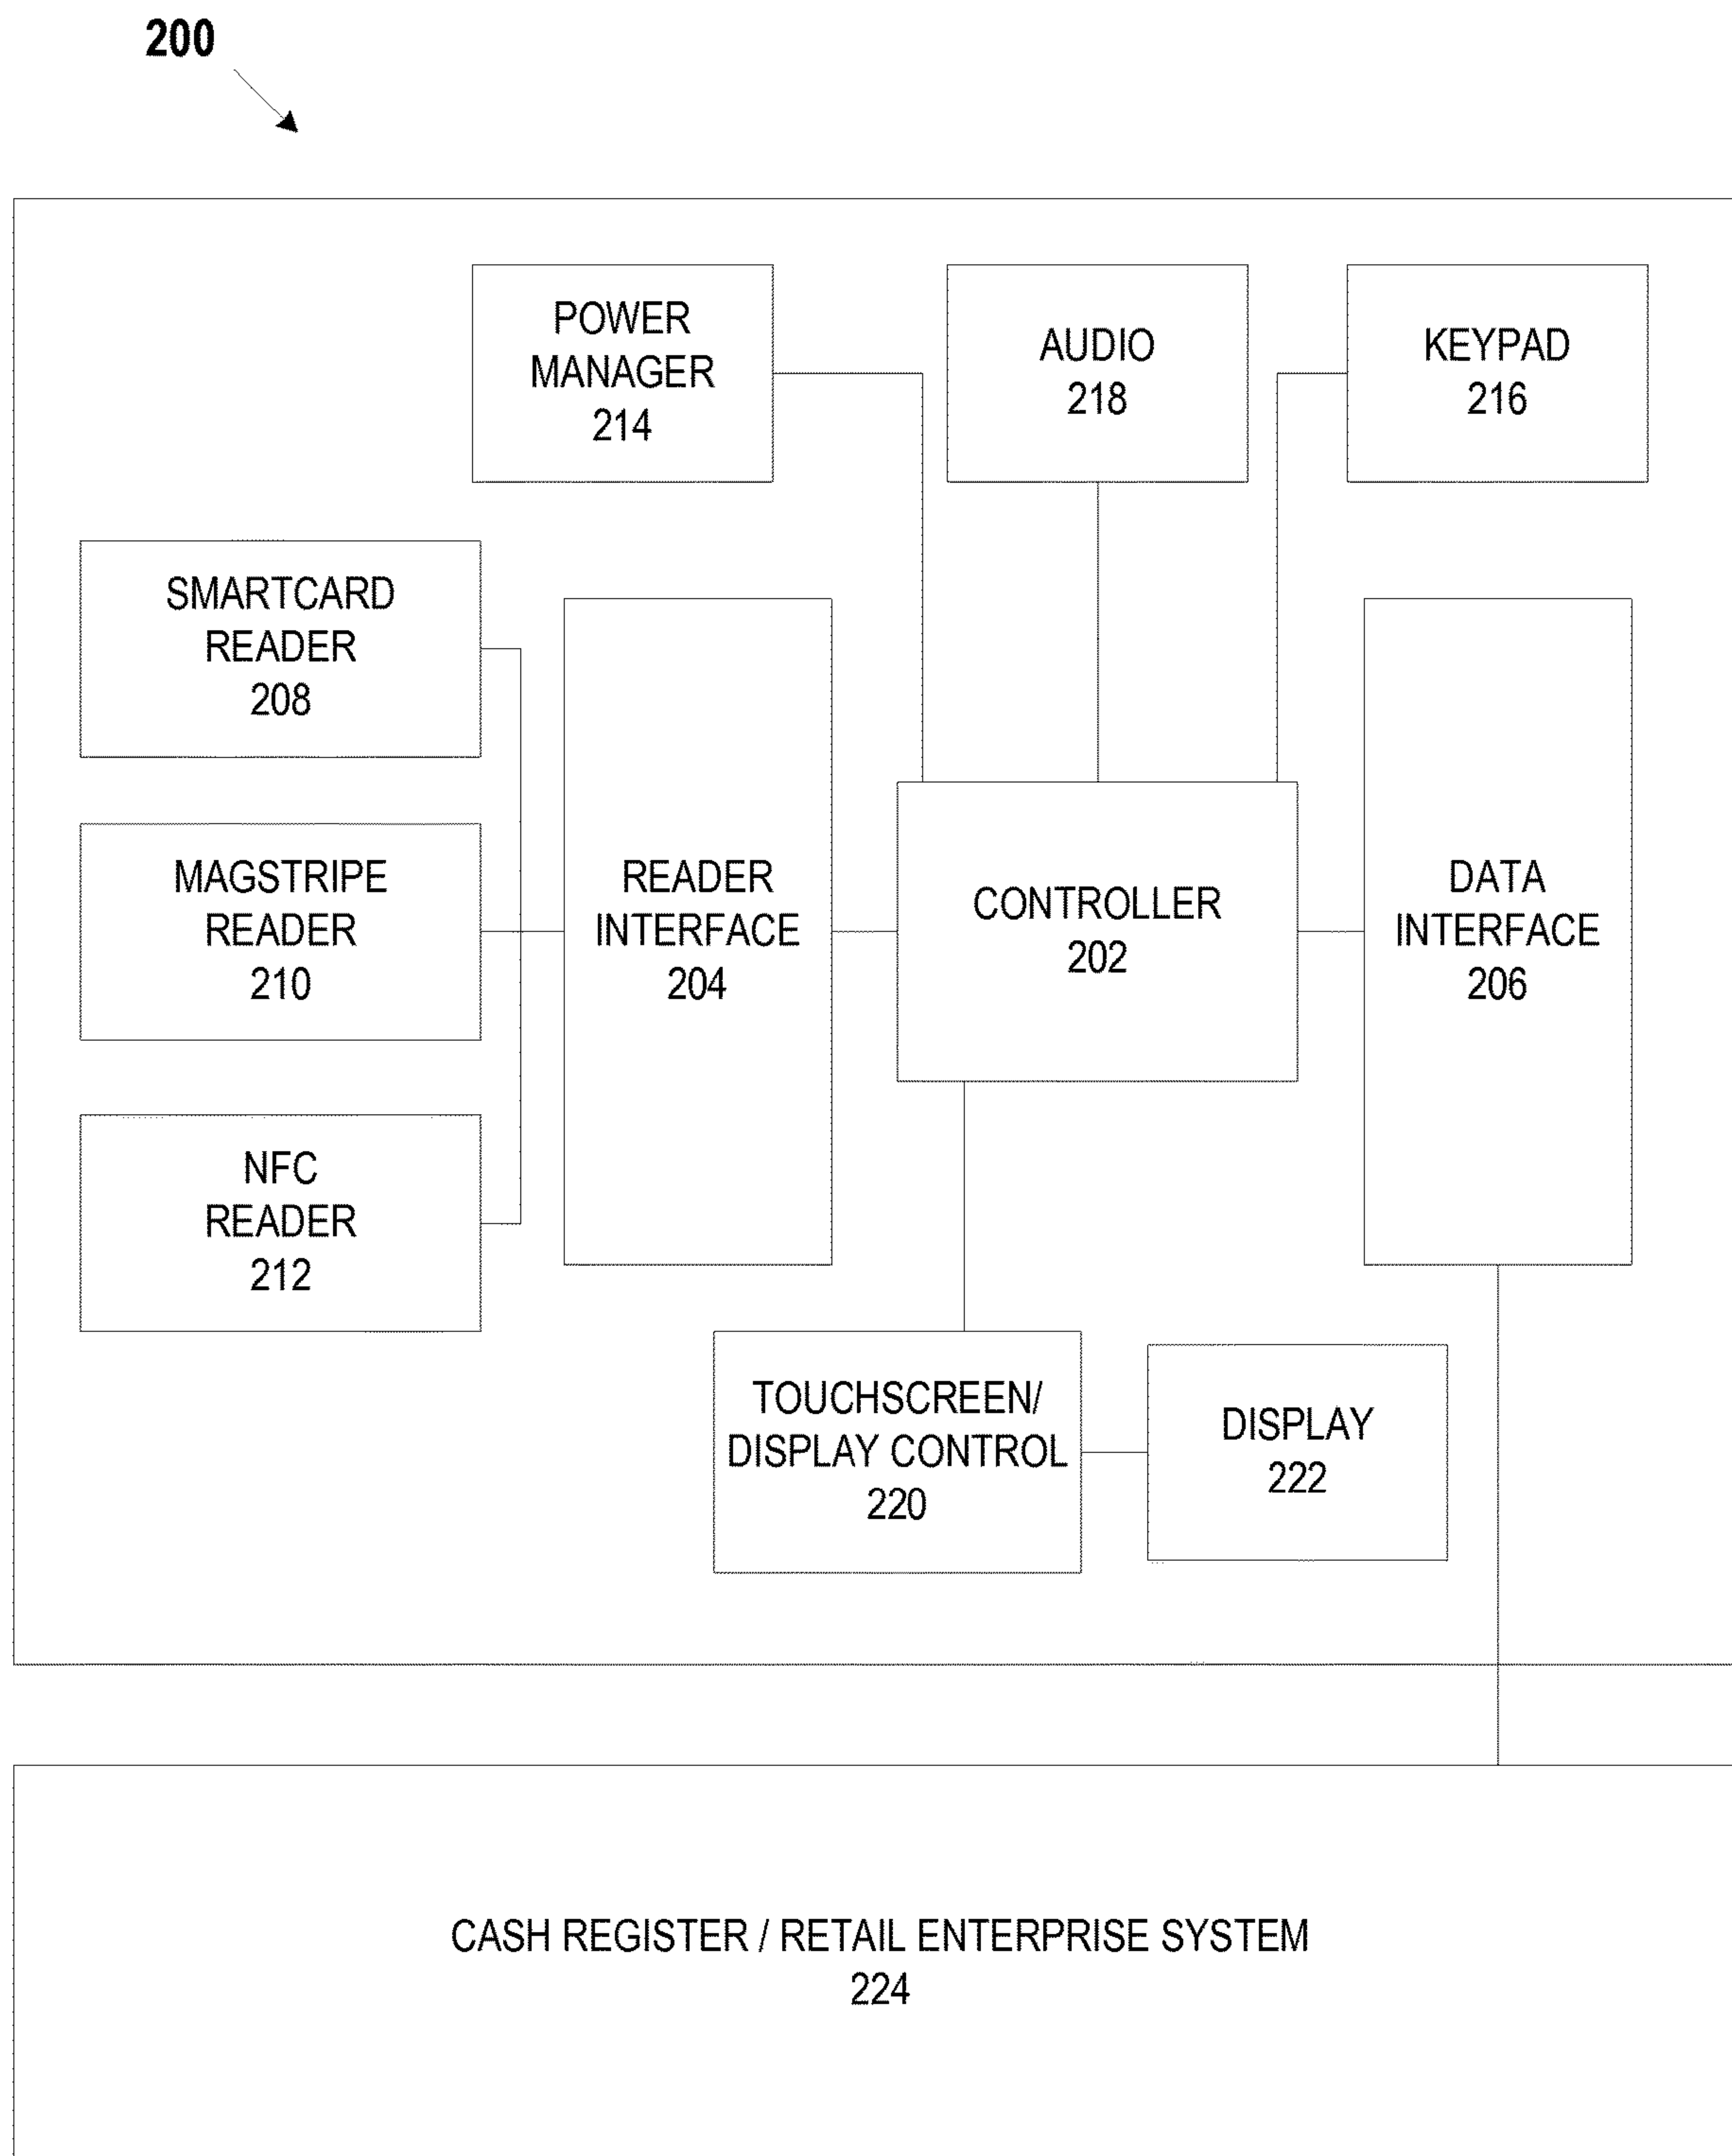 200
POWER
MANAGER
214
AUDIO
218
KEYPAD
216
SMARTCARD
READER
208
MAGSTRIPE
READER
210
NFC
READER
212
READER
INTERFACE
204
CONTROLLER
202
DATA
INTERFACE
206
TOUCHSCREEN/
DISPLAY CONTROL
220
DISPLAY
222
CASH REGISTER / RETAIL ENTERPRISE SYSTEM
224